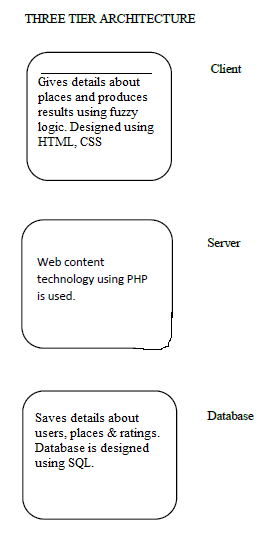 THREE TIER ARCHITECTURE
Client
Gives details about
places and produces
results using fuzzy
logic. Designed using
HTML, CSS
Server
Web content
technology using PHP
is used.
Database
Saves details about
users, places & ratings.
Database is designed
using SQL.